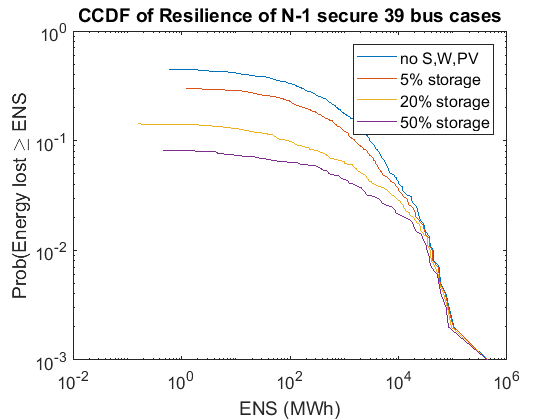 CCDF of Resilience of N-1 secure 39 bus cases
10^0
10^-1
10^-2
10^-3
Prob(Energy lost ≥ ENS)
no S,W,PV
5% storage
20% storage
50% storage
10^-2
10^0
10^2
10^4
10^6
ENS (MWh)